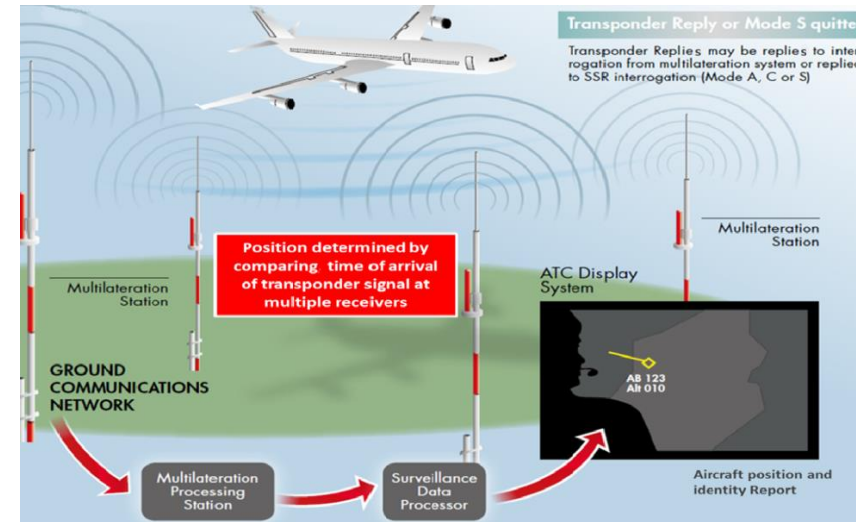 Transponder Reply or Mode S quitte
Transponder Replies may be replies to inter
rogation from multilateration system or replied
to SSR interrogation (Mode A, C or S)
Multilateration
Station
Position determined by
comparing time of arrival
of transponder signal at
multiple receivers
Multilateration
Station
ATC Display
System
AB 123
Alt 010
GROUND
COMMUNICATIONS
NETWORK
Multilateration
Processing
Station
Surveillance
Data
Processor
Aircraft position and
identity Report